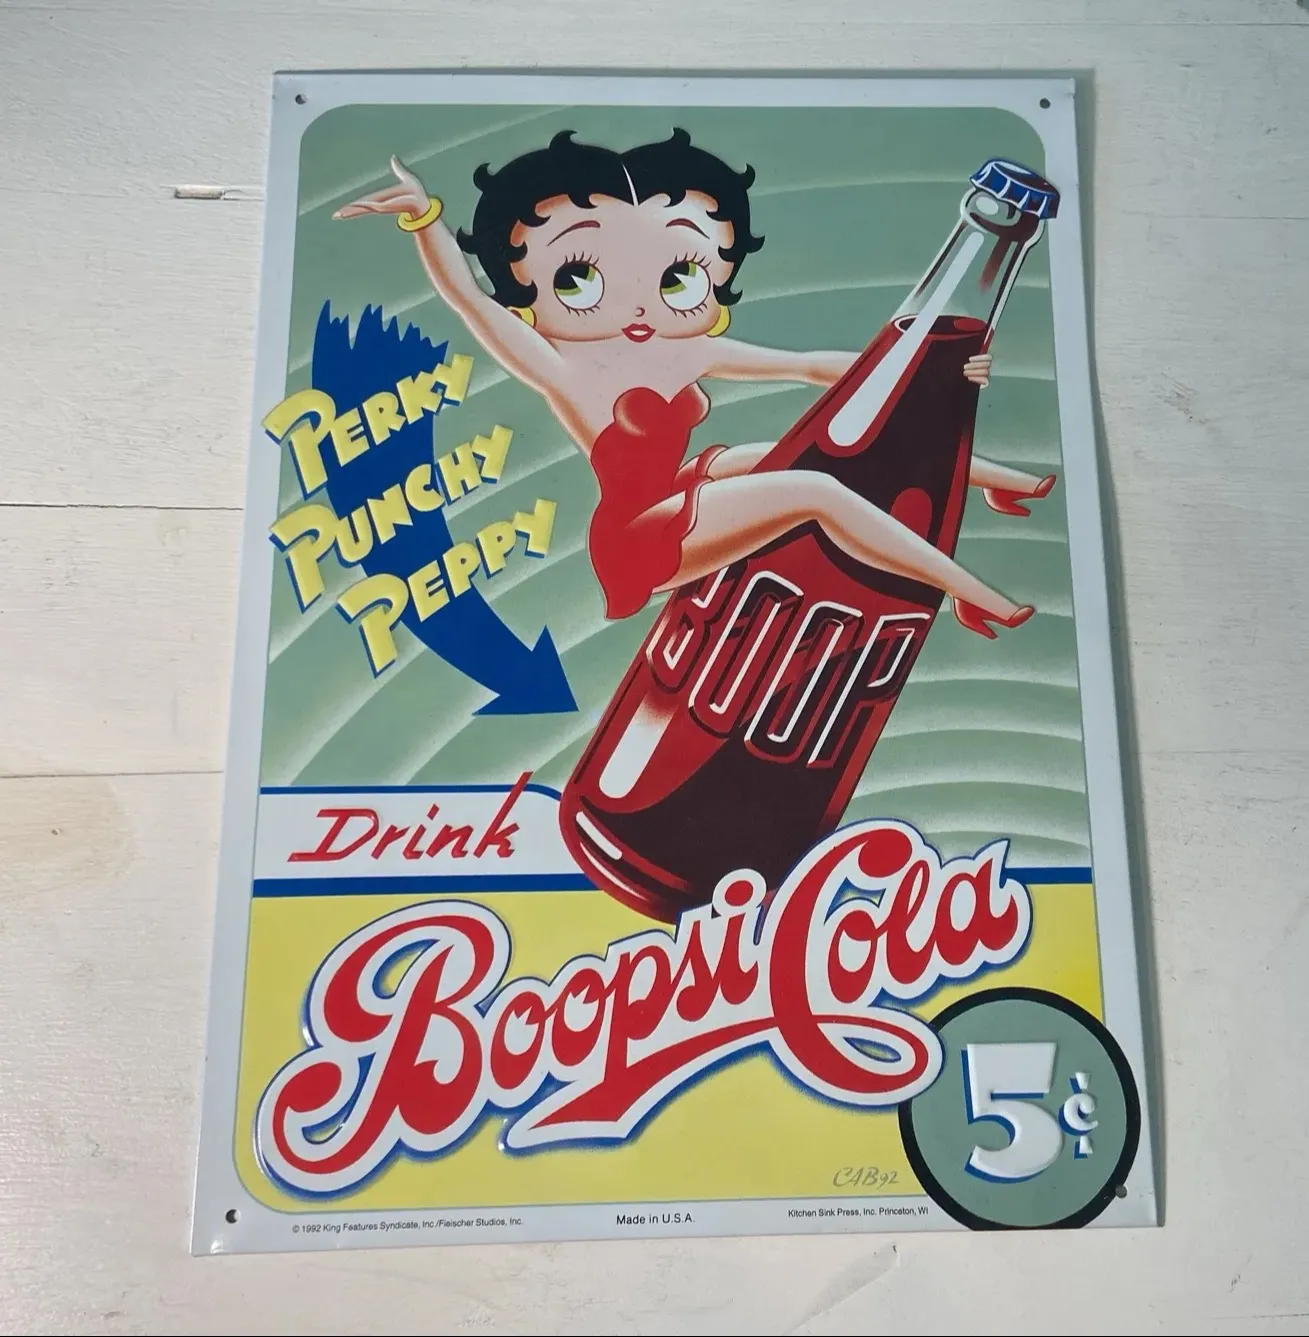 PERKY
PUNCHY
PEPPY
BOOP
Drink
Boopsi Cola
5¢
CAB92
© 1992 King Features Syndicate, Inc./Fleischer Studios, Inc.
Made in U.S.A.
Kitchen Sink Press, Inc. Princeton, WI